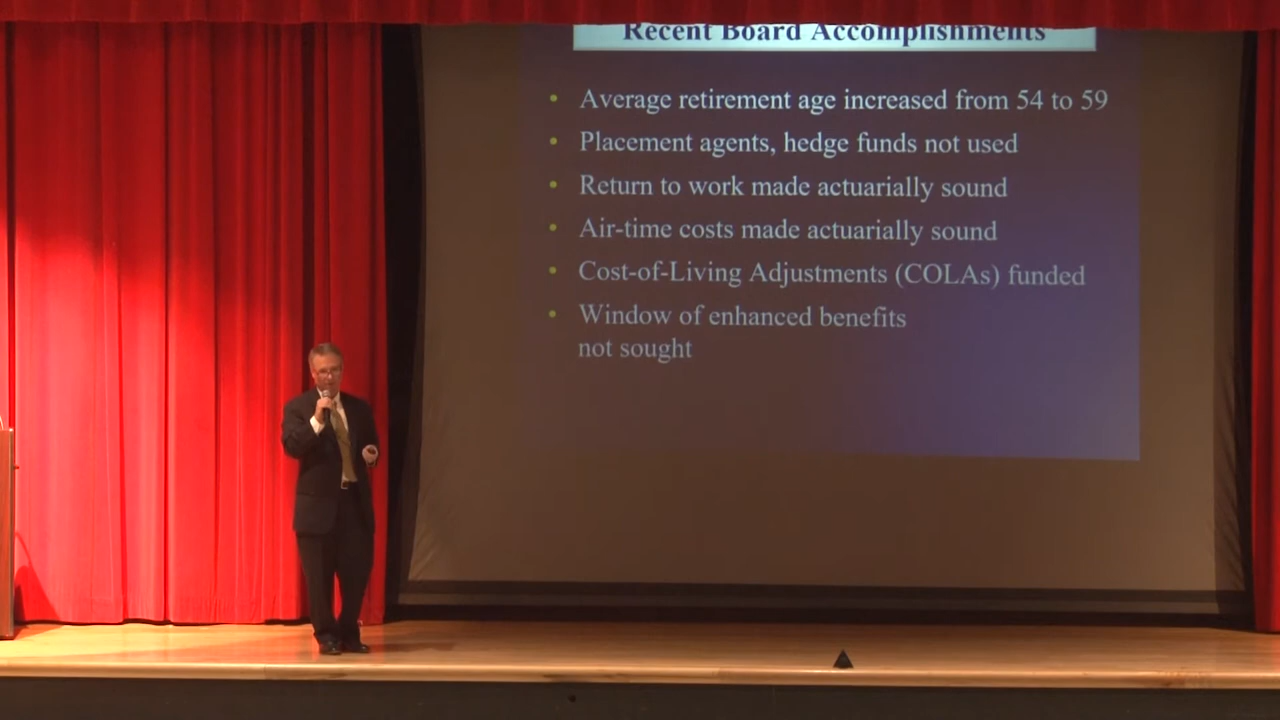 Recent Board Accomplishments
• Average retirement age increased from 54 to 59
• Placement agents, hedge funds not used
• Return to work made actuarially sound
• Air-time costs made actuarially sound
• Cost-of-Living Adjustments (COLAs) funded
• Window of enhanced benefits
not sought